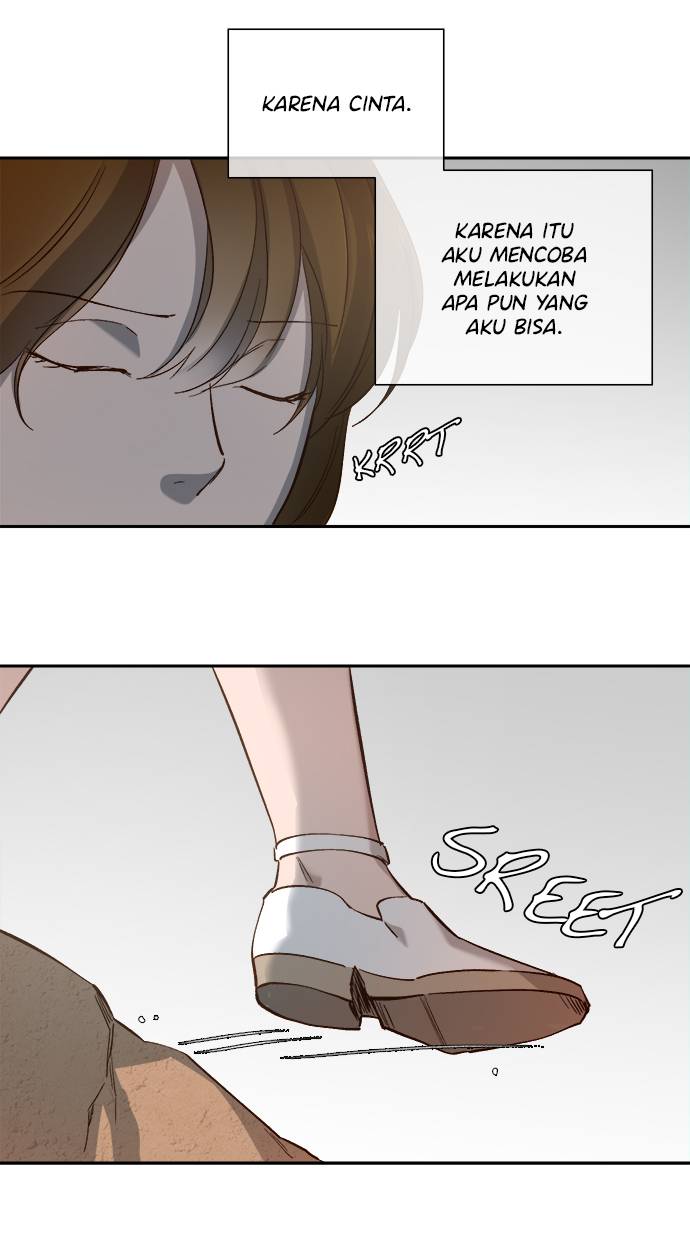 KARENA CINTA.
KARENA ITU
AKU MENCOBA
MELAKUKAN
APA PUN YANG
AKU BISA.
KRRT
SREET